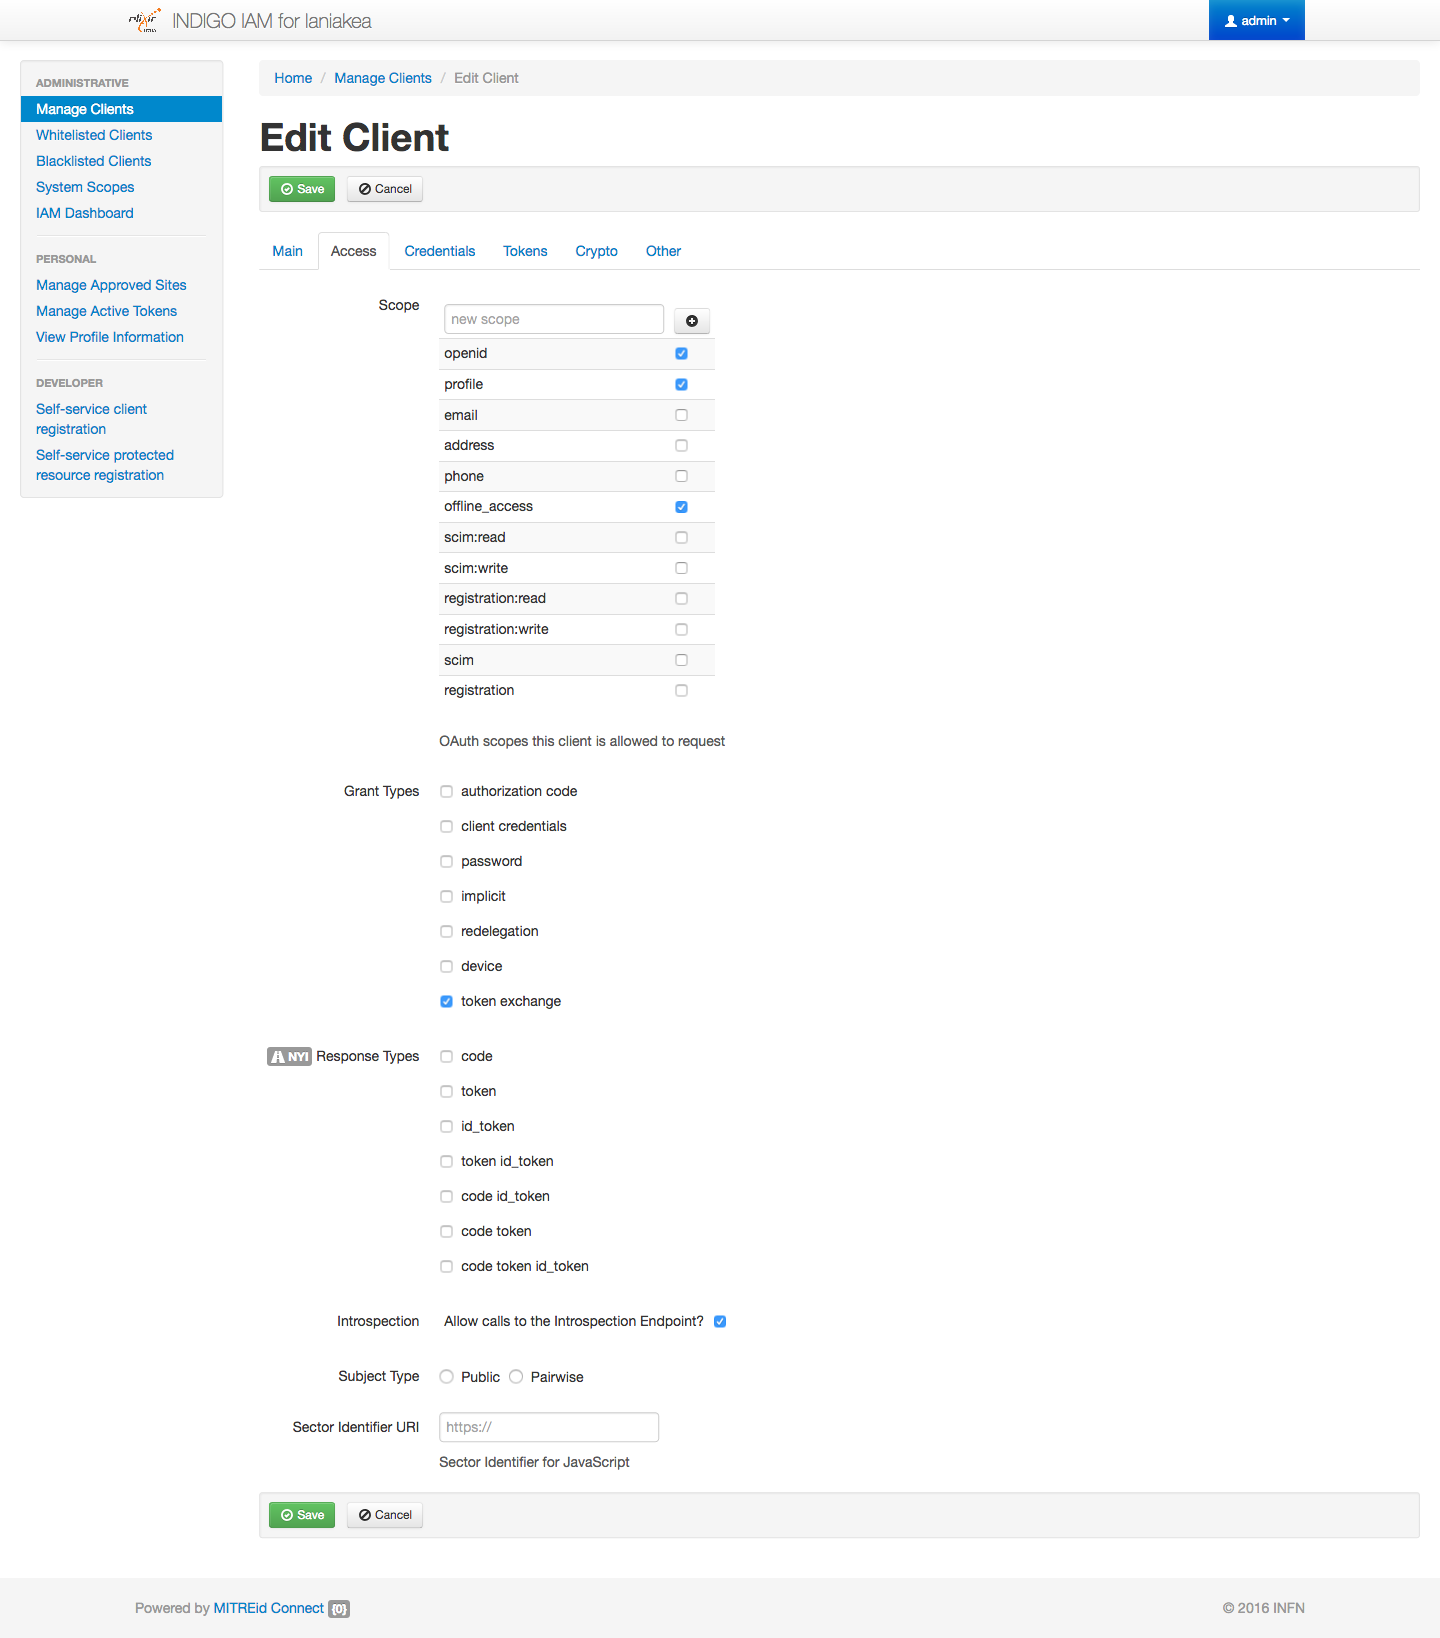 INDIGO IAM for laniakea
admin
ADMINISTRATIVE
Manage Clients
Whitelisted Clients
Blacklisted Clients
System Scopes
IAM Dashboard
PERSONAL
Manage Approved Sites
Manage Active Tokens
View Profile Information
DEVELOPER
Self-service client
registration
Self-service protected
resource registration
Home / Manage Clients / Edit Client
Edit Client
Save Cancel
Main Access Credentials Tokens Crypto Other
Scope new scope
openid
profile
email
address
phone
offline_access
scim:read
scim:write
registration:read
registration:write
scim
registration
OAuth scopes this client is allowed to request
Grant Types authorization code
client credentials
password
implicit
redelegation
device
token exchange
NYI Response Types code
token
id_token
token id_token
code id_token
code token
code token id_token
Introspection Allow calls to the Introspection Endpoint?
Subject Type Public Pairwise
Sector Identifier URI https://
Sector Identifier for JavaScript
Save Cancel
Powered by MITREid Connect {0} © 2016 INFN